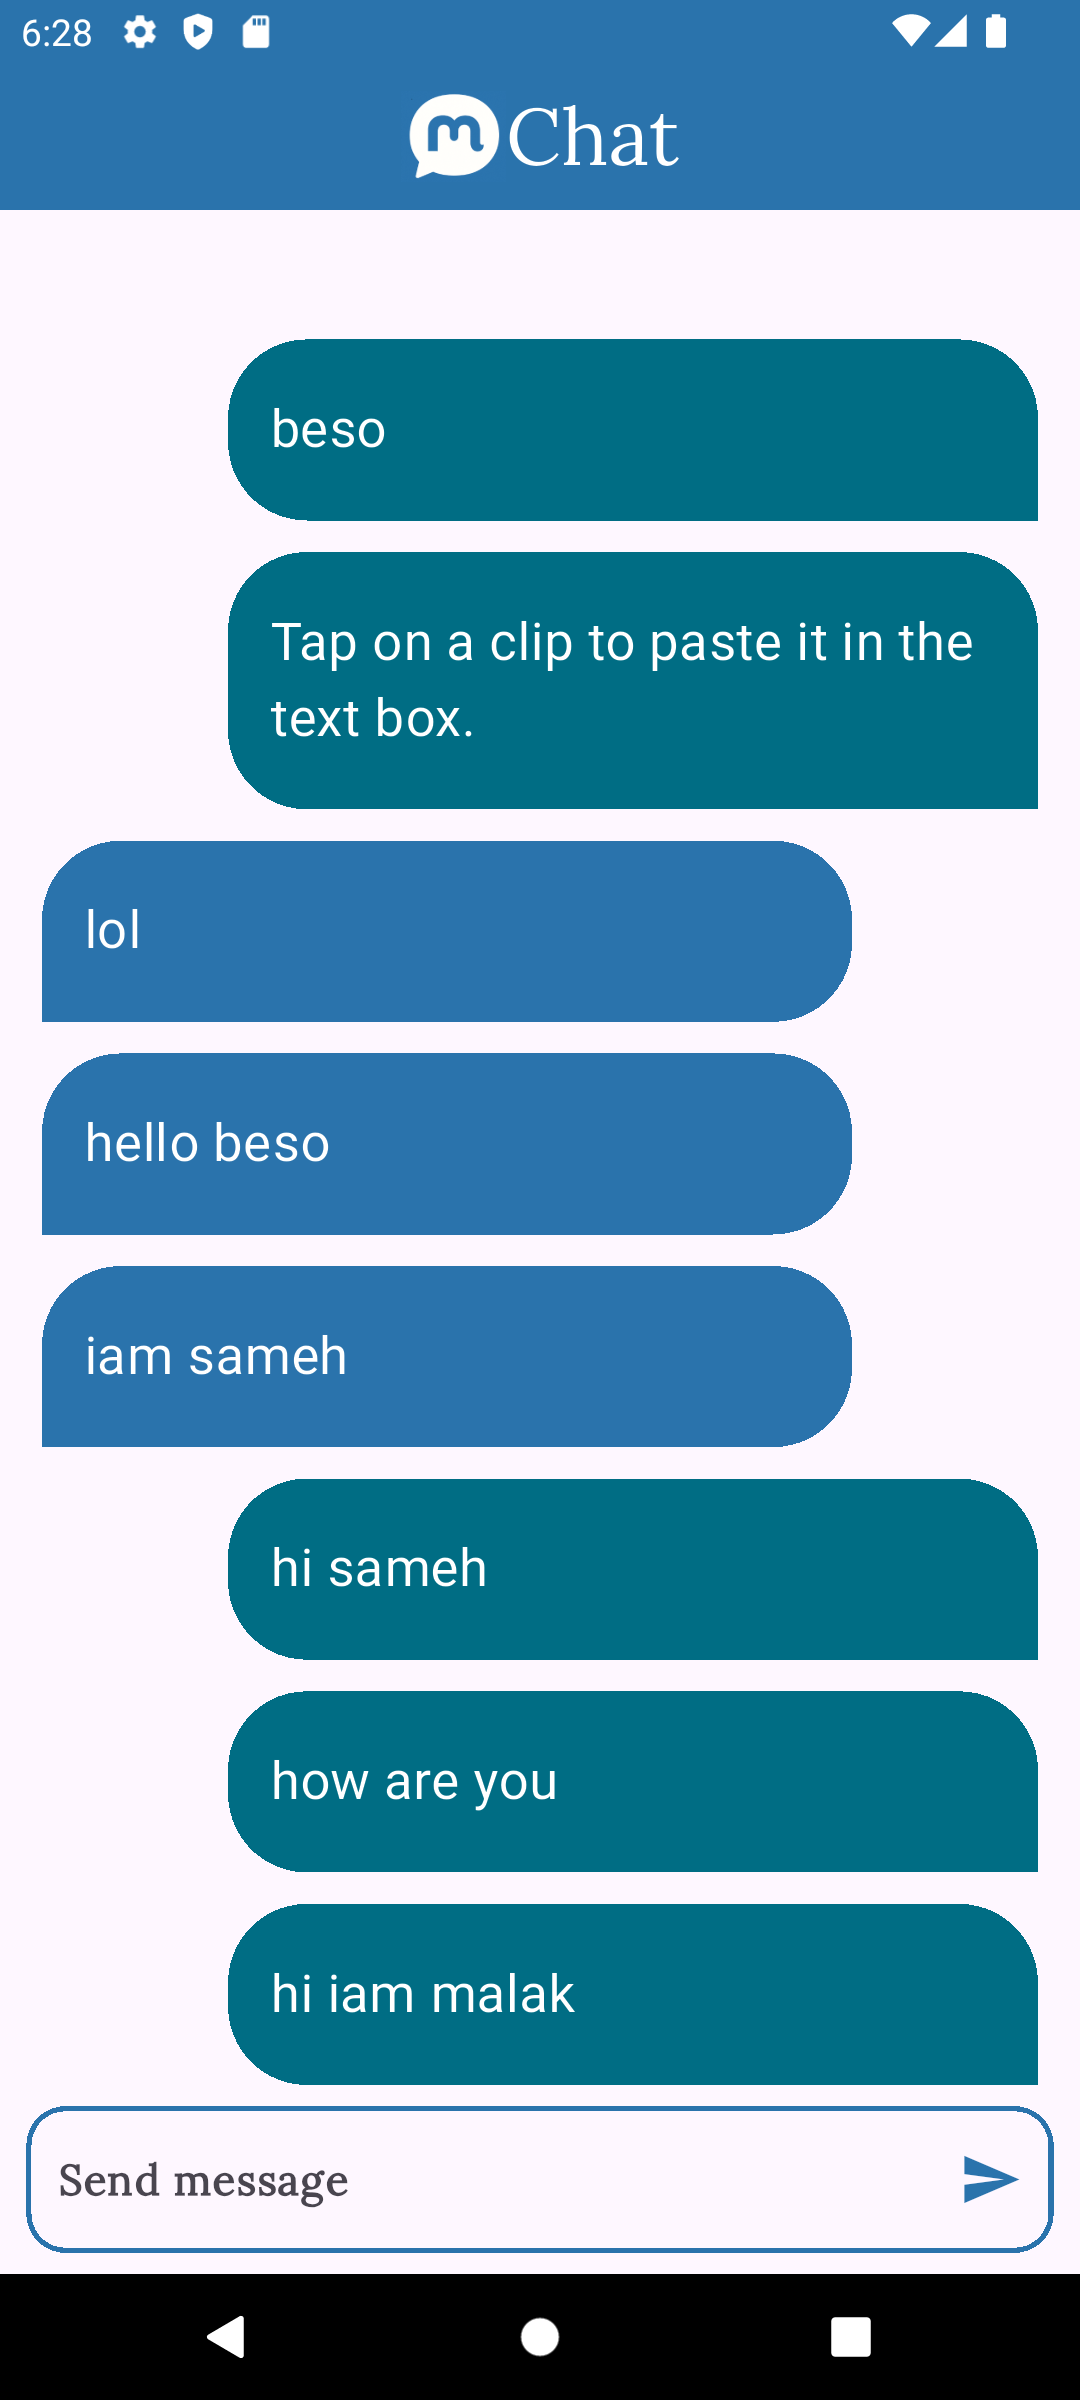 6:28
m Chat
beso
Tap on a clip to paste it in the
text box.
lol
hello beso
iam sameh
hi sameh
how are you
hi iam malak
Send message